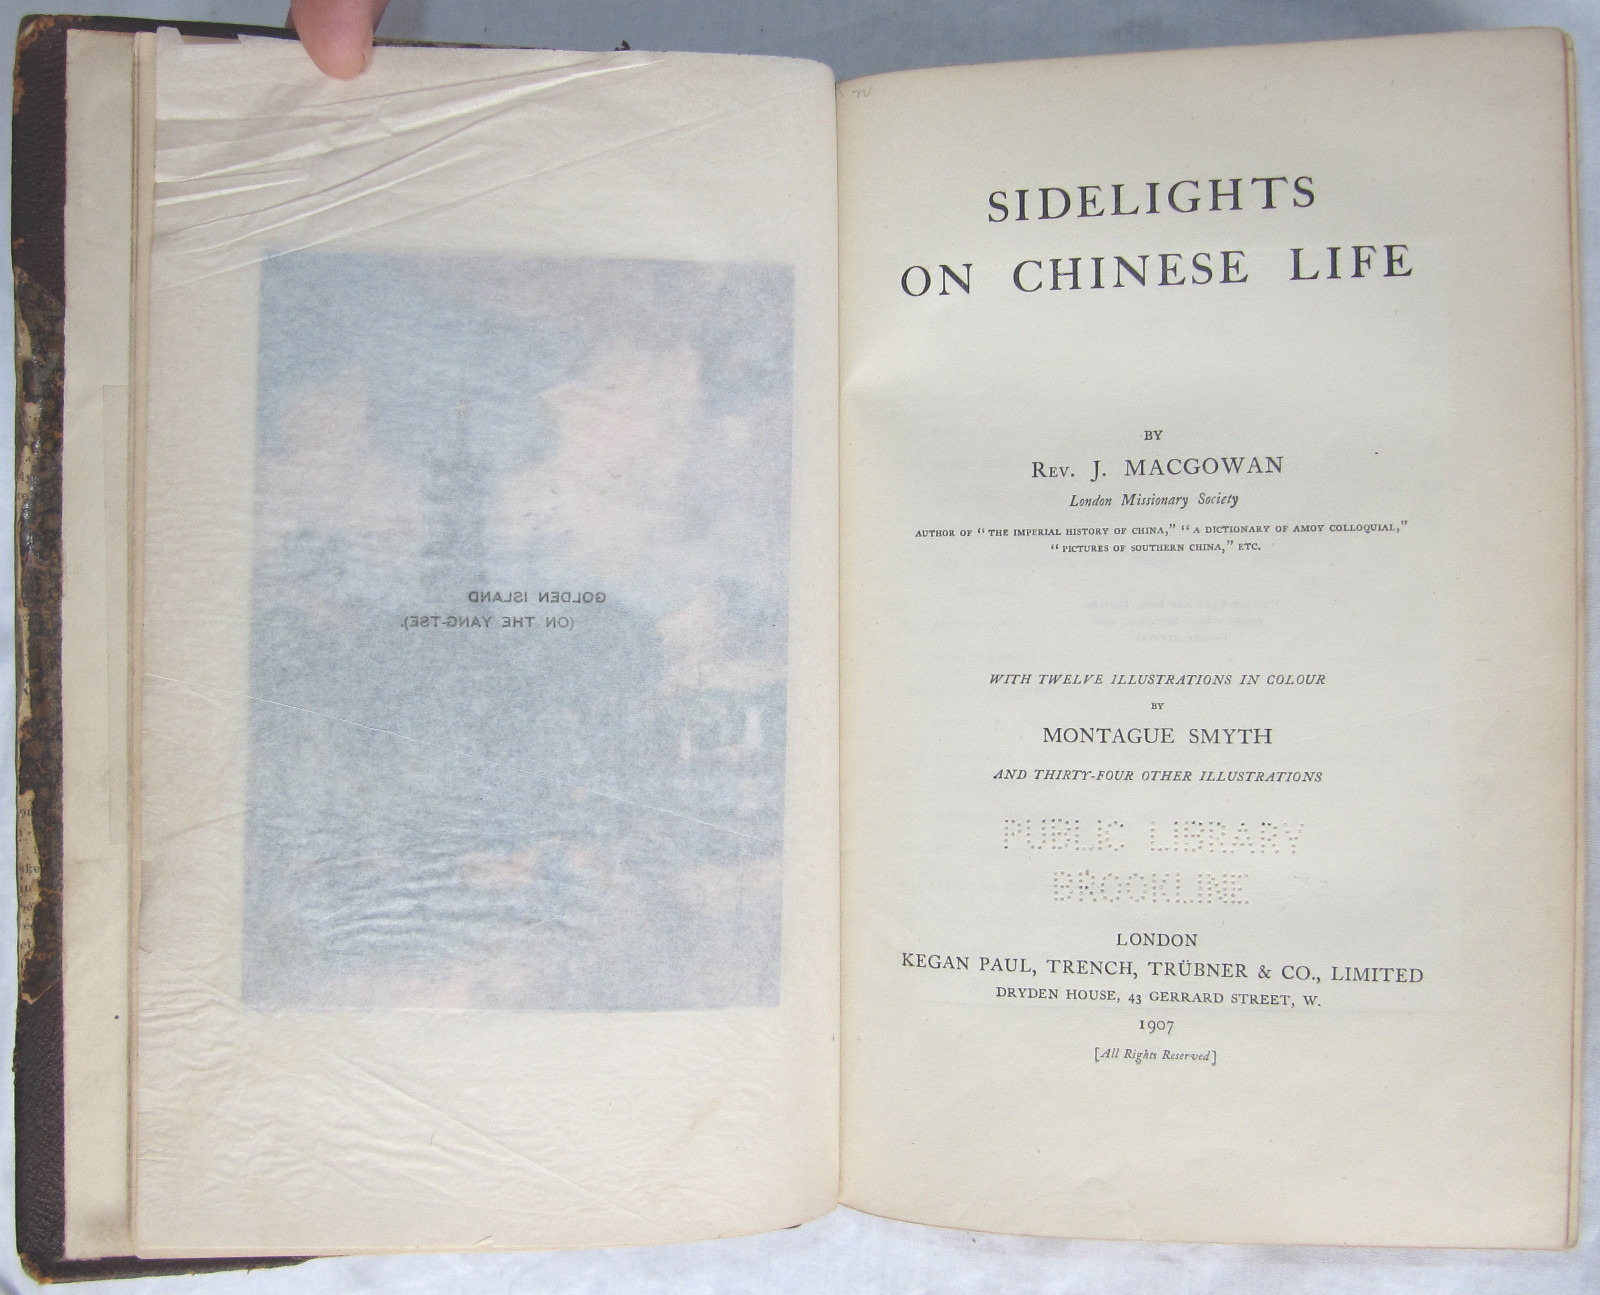 GOLDEN ISLAND
(ON THE YANG-TSE).
SIDELIGHTS
ON CHINESE LIFE
BY
REV. J. MACGOWAN
London Missionary Society
AUTHOR OF "THE IMPERIAL HISTORY OF CHINA," "A DICTIONARY OF AMOY COLLOQUIAL,"
"PICTURES OF SOUTHERN CHINA," ETC.
WITH TWELVE ILLUSTRATIONS IN COLOUR
BY
MONTAGUE SMYTH
AND THIRTY-FOUR OTHER ILLUSTRATIONS
PUBLIC LIBRARY
BROOKLINE
LONDON
KEGAN PAUL, TRENCH, TRÜBNER & CO., LIMITED
DRYDEN HOUSE, 43 GERRARD STREET, W.
1907
[All Rights Reserved]